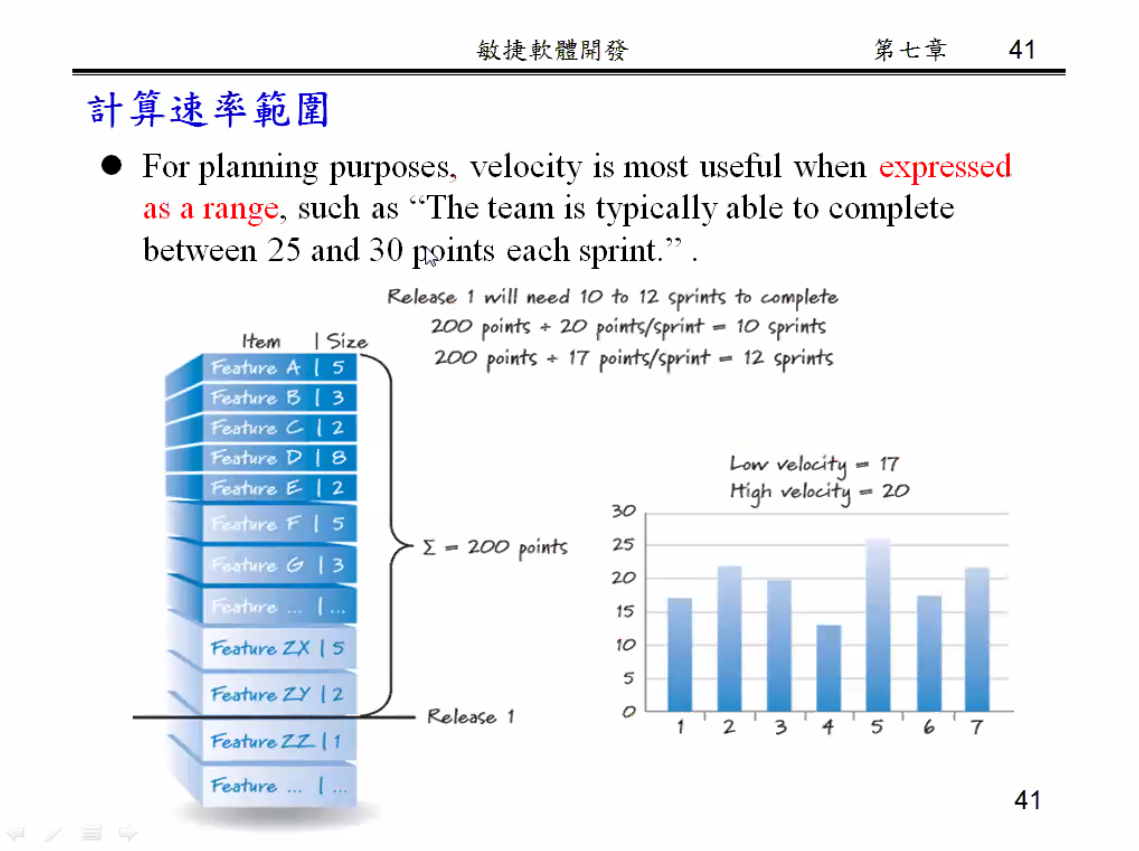 敏捷軟體開發 第七章 41
計算速率範圍
● For planning purposes, velocity is most useful when expressed
as a range, such as “The team is typically able to complete
between 25 and 30 points each sprint.” .
Release 1 will need 10 to 12 sprints to complete
200 points ÷ 20 points/sprint = 10 sprints
200 points ÷ 17 points/sprint = 12 sprints
Item | Size
Feature A | 5
Feature B | 3
Feature C | 2
Feature D | 8
Feature E | 2
Feature F | 5
Feature G | 3
Feature ... | ...
Feature ZX | 5
Feature ZY | 2
Feature ZZ | 1
Feature ... | ...
Σ = 200 points
Release 1
Low velocity = 17
High velocity = 20
30
25
20
15
10
5
0
1 2 3 4 5 6 7
41